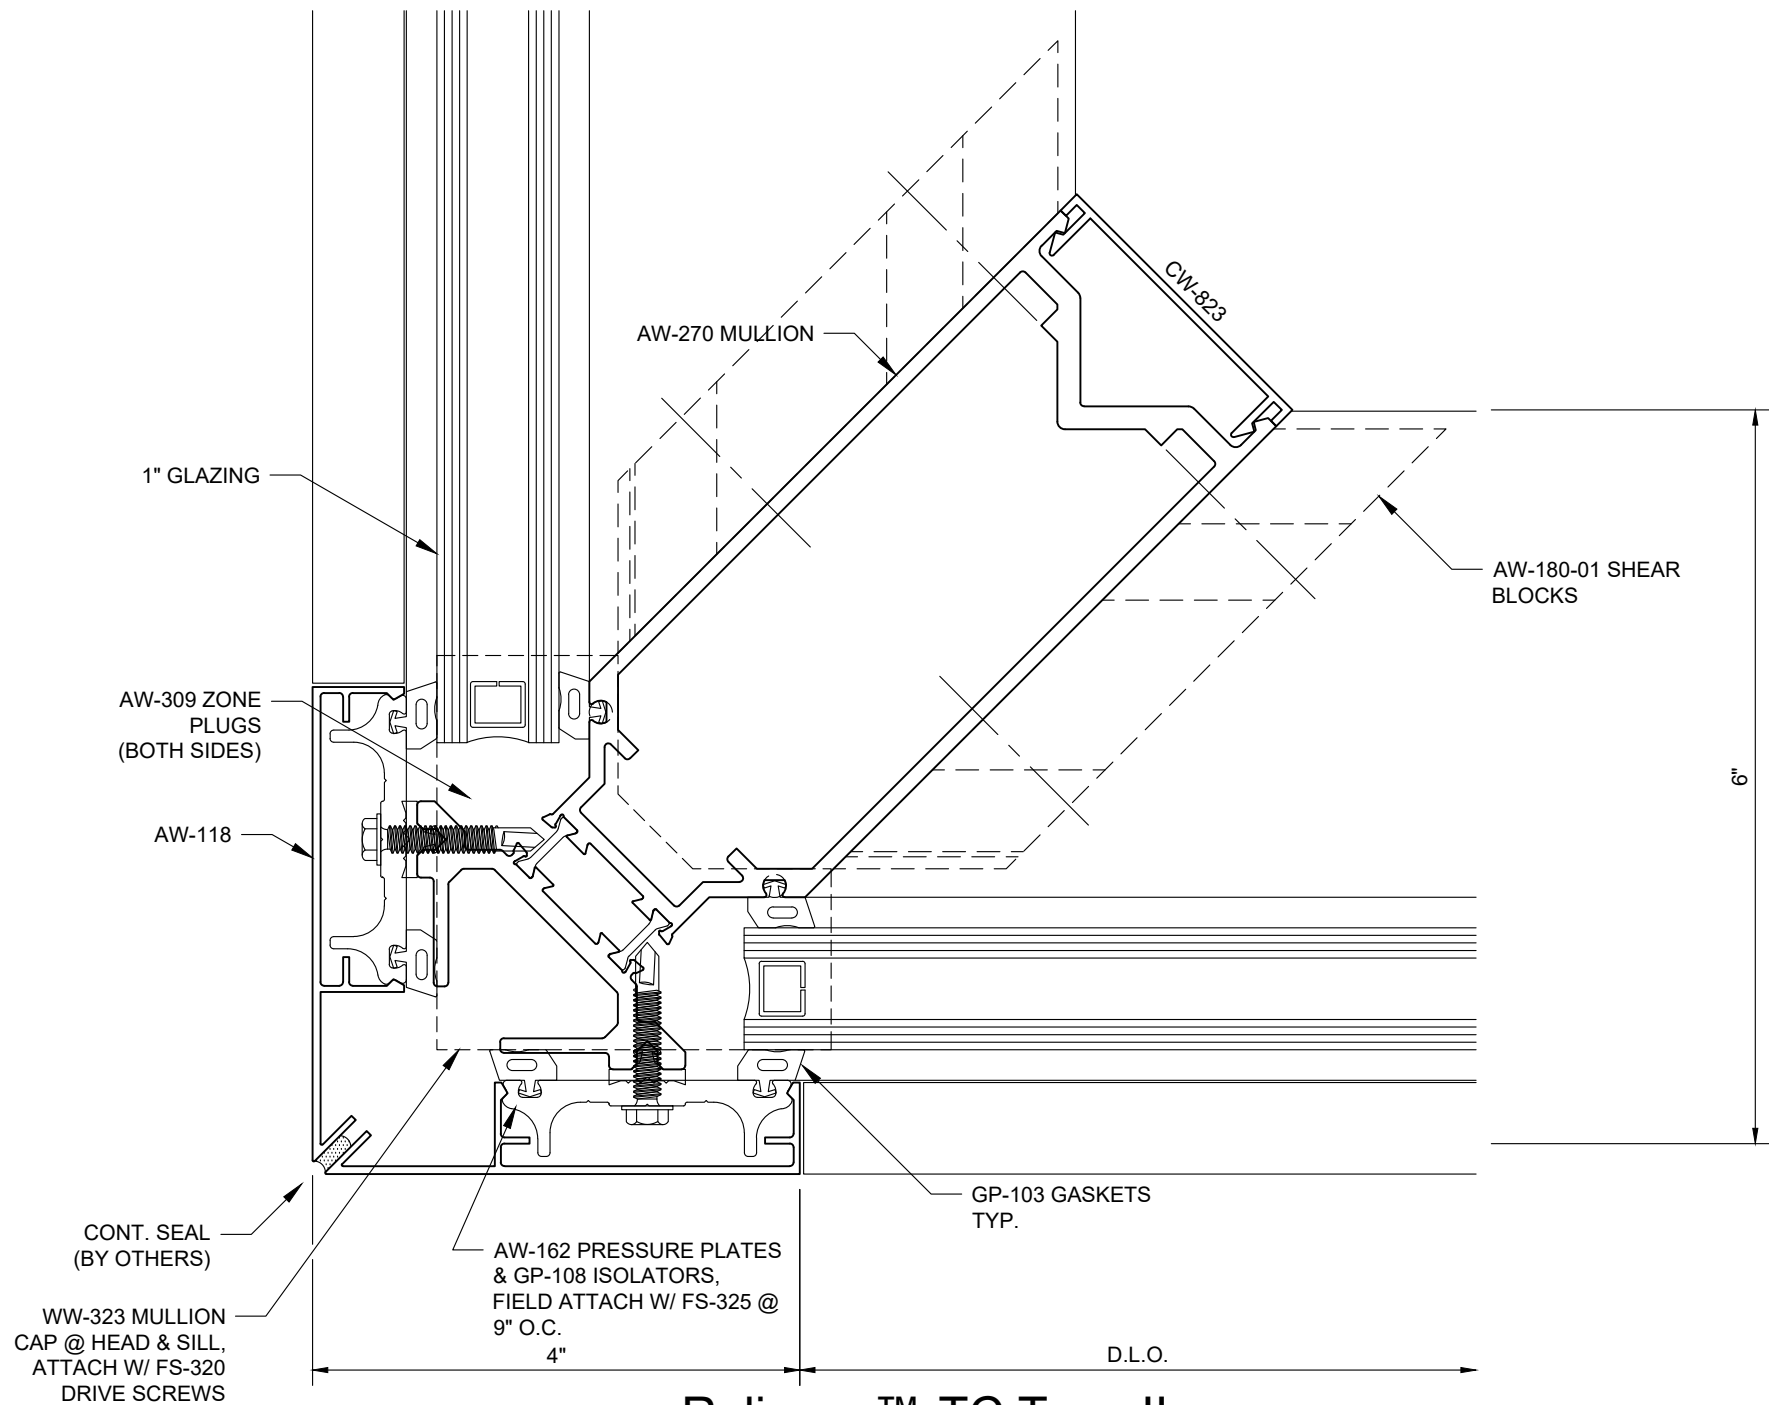 CW-823
AW-270 MULLION
1" GLAZING
AW-180-01 SHEAR
BLOCKS
AW-309 ZONE
PLUGS
(BOTH SIDES)
6"
AW-118
GP-103 GASKETS
TYP.
CONT. SEAL
(BY OTHERS)
AW-162 PRESSURE PLATES
& GP-108 ISOLATORS,
FIELD ATTACH W/ FS-325 @
9" O.C.
WW-323 MULLION
CAP @ HEAD & SILL,
ATTACH W/ FS-320
DRIVE SCREWS
4"
D.L.O.